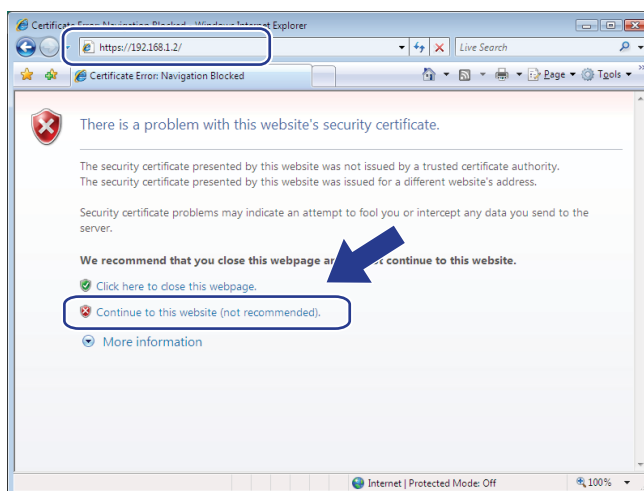 Certificate Error: Navigation Blocked - Windows Internet Explorer
https://192.168.1.2/
Live Search
Certificate Error: Navigation Blocked
Page
Tools
There is a problem with this website's security certificate.
The security certificate presented by this website was not issued by a trusted certificate authority.
The security certificate presented by this website was issued for a different website's address.
Security certificate problems may indicate an attempt to fool you or intercept any data you send to the
server.
We recommend that you close this webpage an continue to this website.
Click here to close this webpage.
Continue to this website (not recommended).
More information
Internet | Protected Mode: Off
100%